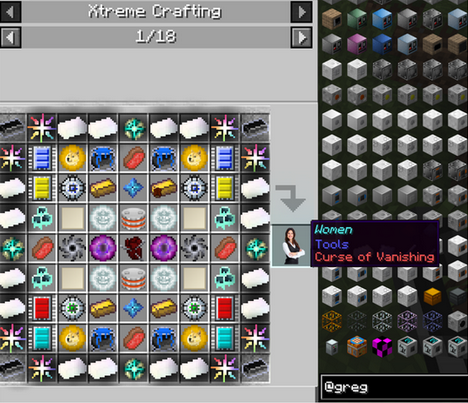 Xtreme Crafting
1/18
Women
Tools
Curse of Vanishing
@greg